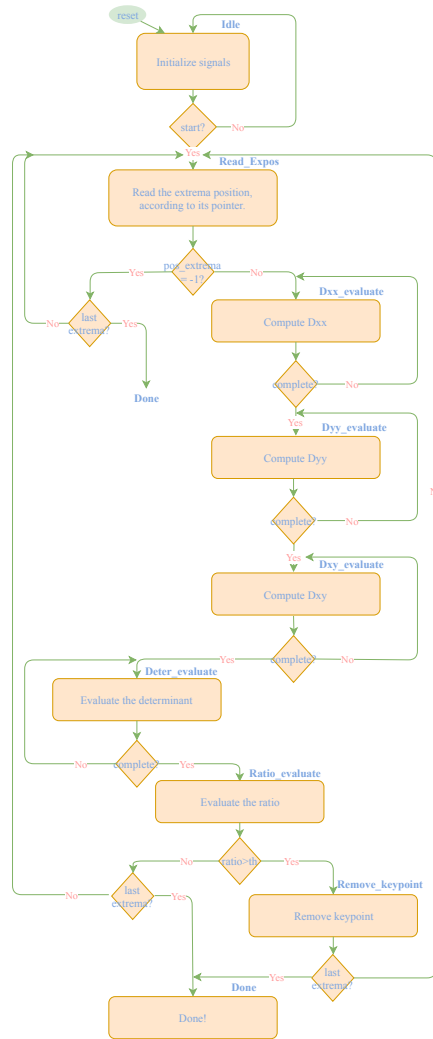 reset
Idle
Initialize signals
start?
No
Yes
Read_Expos
Read the extrema position,
according to its pointer.
pos_extrema
= -1?
Yes
No
Dxx_evaluate
last
extrema?
No
Yes
Compute Dxx
Done
complete?
No
Yes
Dyy_evaluate
Compute Dyy
complete?
No
Yes
Dxy_evaluate
Compute Dxy
complete?
Yes
No
Deter_evaluate
Evaluate the determinant
complete?
No
Yes
Ratio_evaluate
Evaluate the ratio
ratio>th
No
Yes
Remove_keypoint
last
extrema?
No
Yes
Remove keypoint
last
extrema?
Yes
Done
Done!